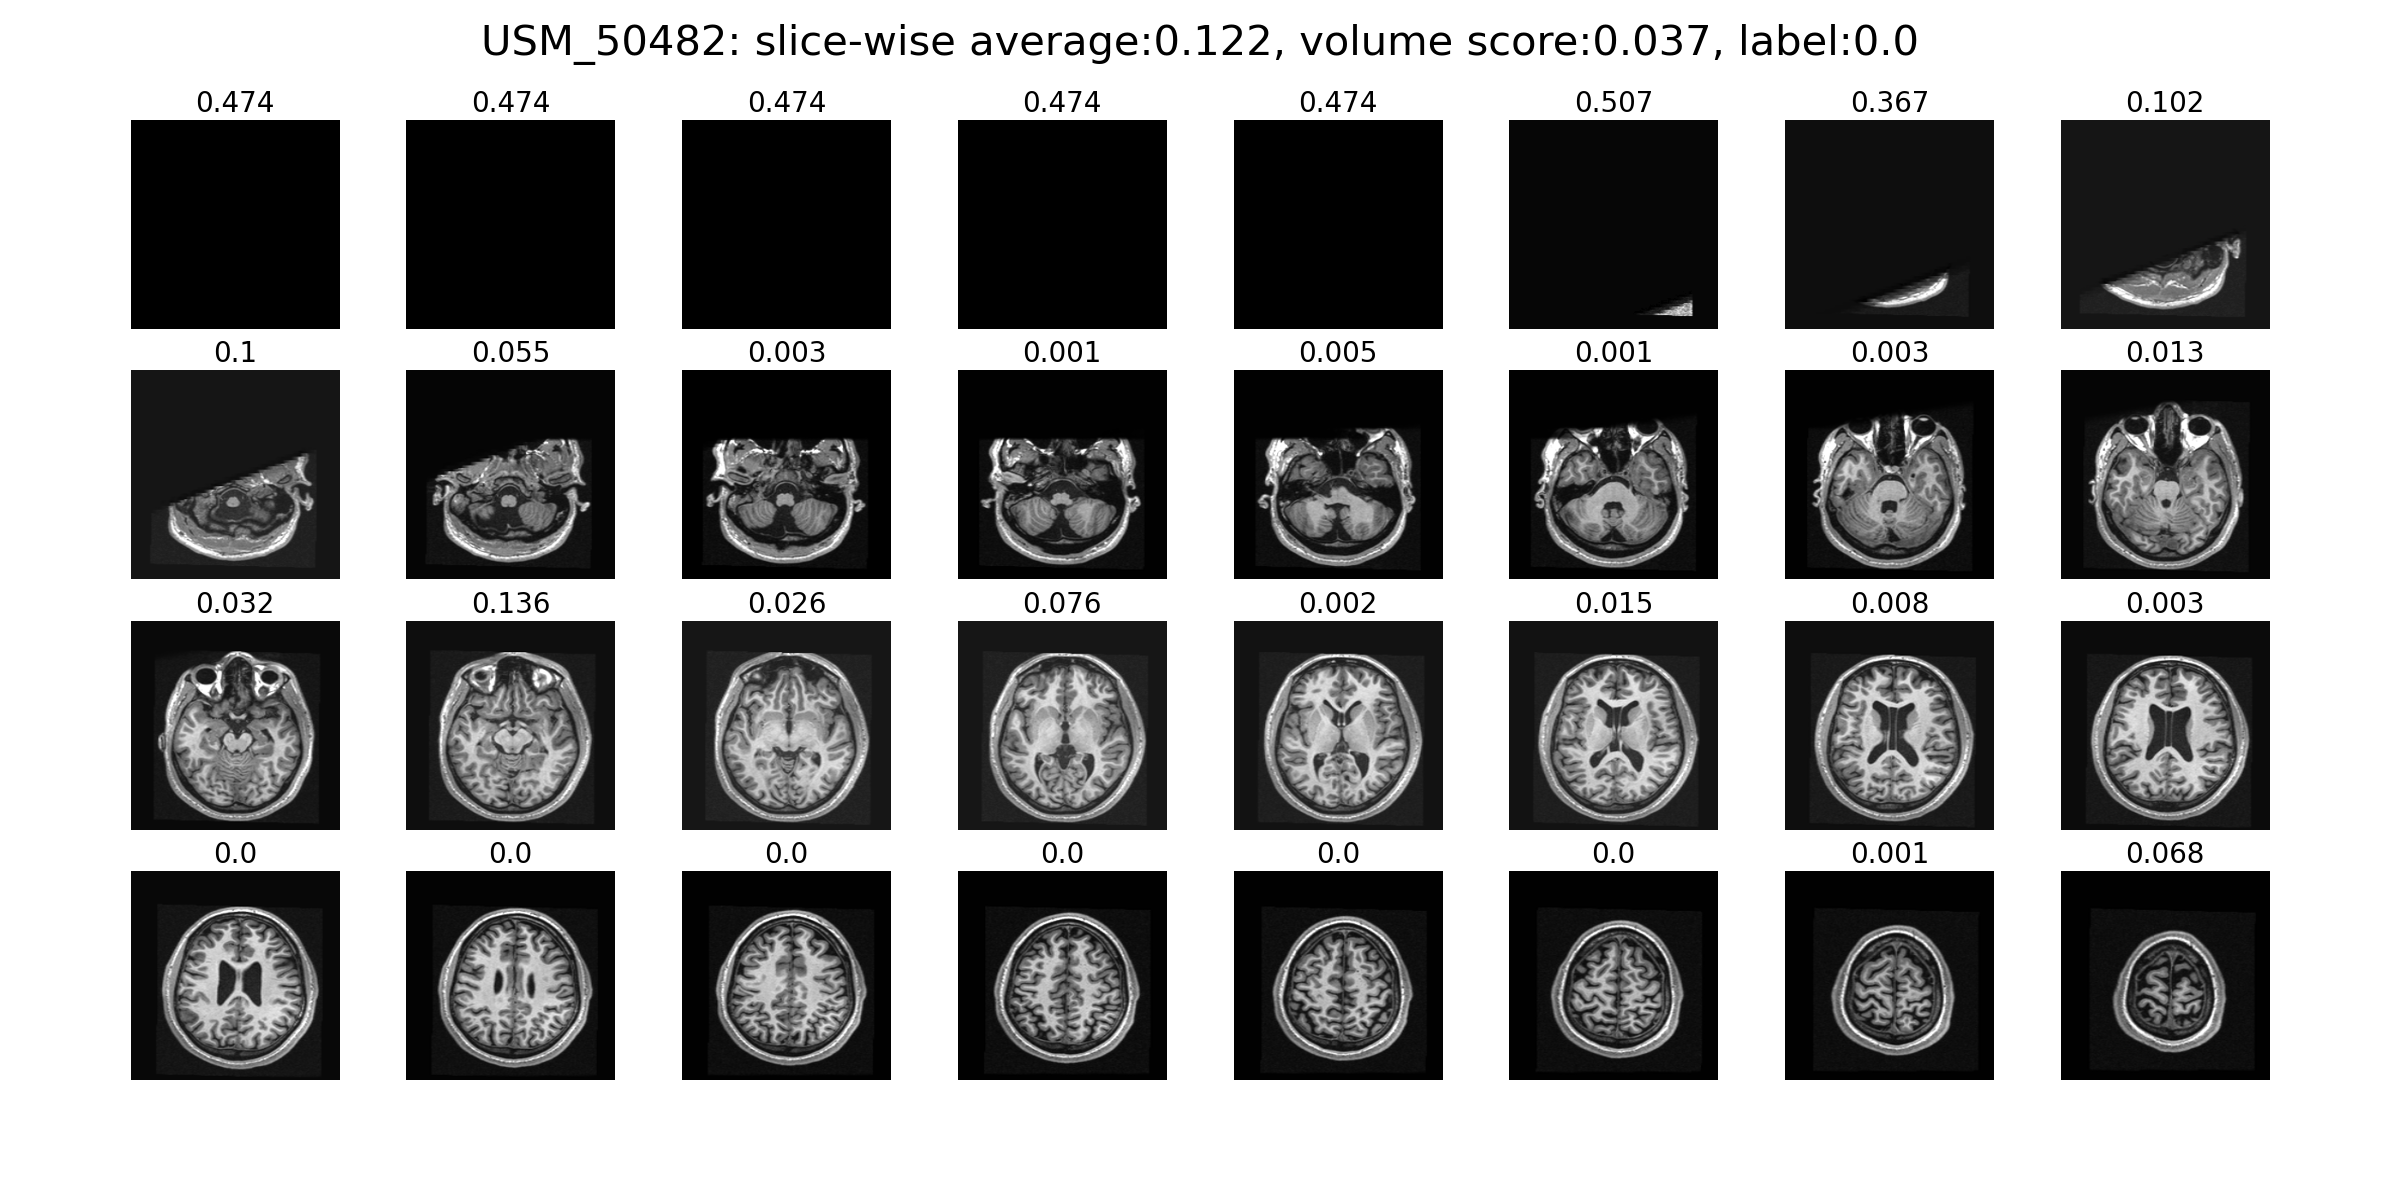 USM_50482: slice-wise average:0.122, volume score:0.037, label:0.0
0.474 0.474 0.474 0.474 0.474 0.507 0.367 0.102
0.1 0.055 0.003 0.001 0.005 0.001 0.003 0.013
0.032 0.136 0.026 0.076 0.002 0.015 0.008 0.003
0.0 0.0 0.0 0.0 0.0 0.0 0.001 0.068